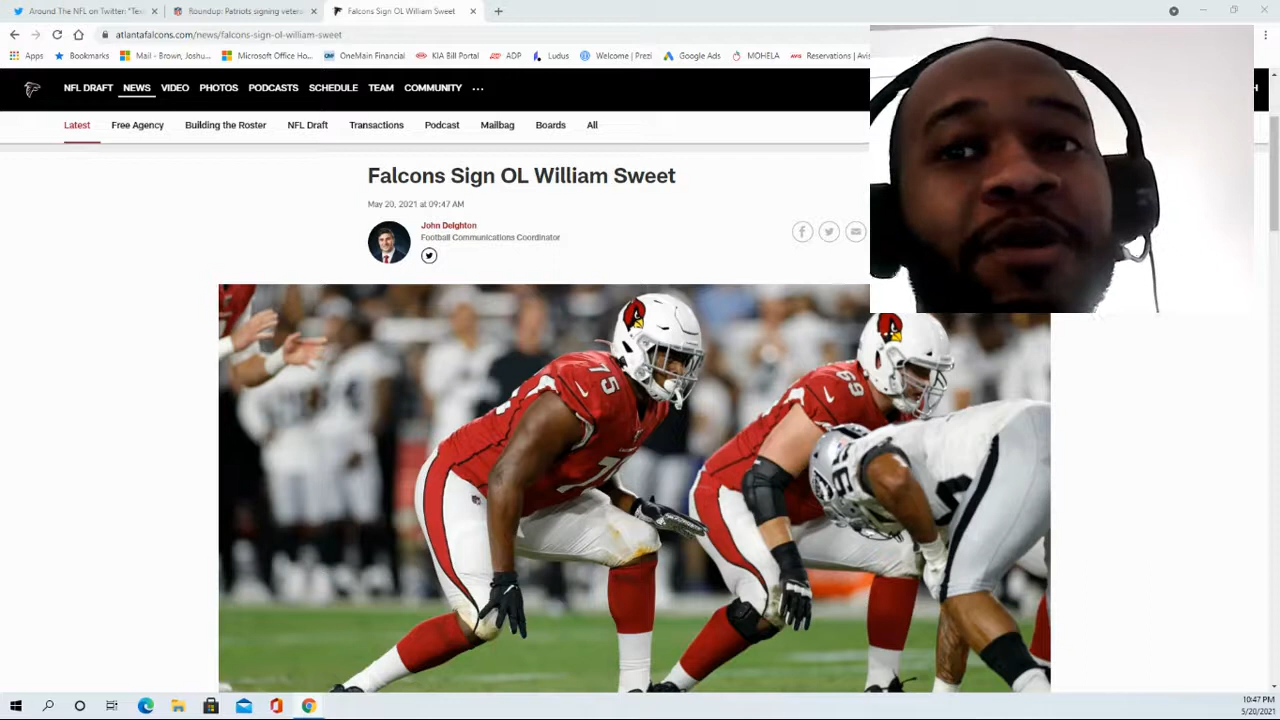 Around The NFL on Twitter: "Text
Roundup: Patriots signing veter
Falcons Sign OL William Sweet
atlantafalcons.com/news/falcons-sign-ol-william-sweet
Apps
Bookmarks
Mail - Brown, Joshu...
Microsoft Office Ho...
OneMain Financial
KIA Bill Portal
ADP
Ludus
Welcome | Prezi
Google Ads
MOHELA
Reservations | Avis
NFL DRAFT
NEWS
VIDEO
PHOTOS
PODCASTS
SCHEDULE
TEAM
COMMUNITY
...
H
Latest
Free Agency
Building the Roster
NFL Draft
Transactions
Podcast
Mailbag
Boards
All
Falcons Sign OL William Sweet
May 20, 2021 at 09:47 AM
John Deighton
Football Communications Coordinator
75
75
69
56
10:47 PM
5/20/2021